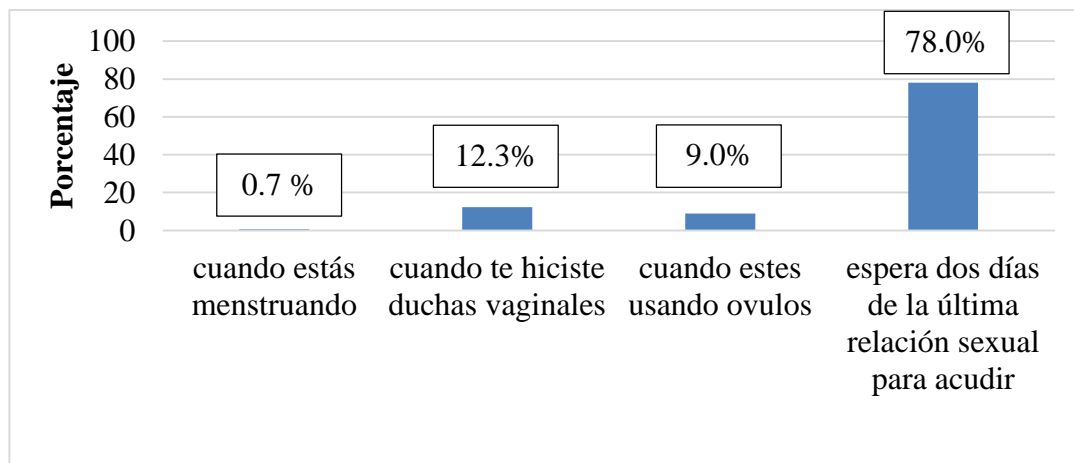 Porcentaje
100
80
60
40
20
0
0.7 %
12.3%
9.0%
78.0%
cuando estás
menstruando
cuando te hiciste
duchas vaginales
cuando estes
usando ovulos
espera dos días
de la última
relación sexual
para acudir